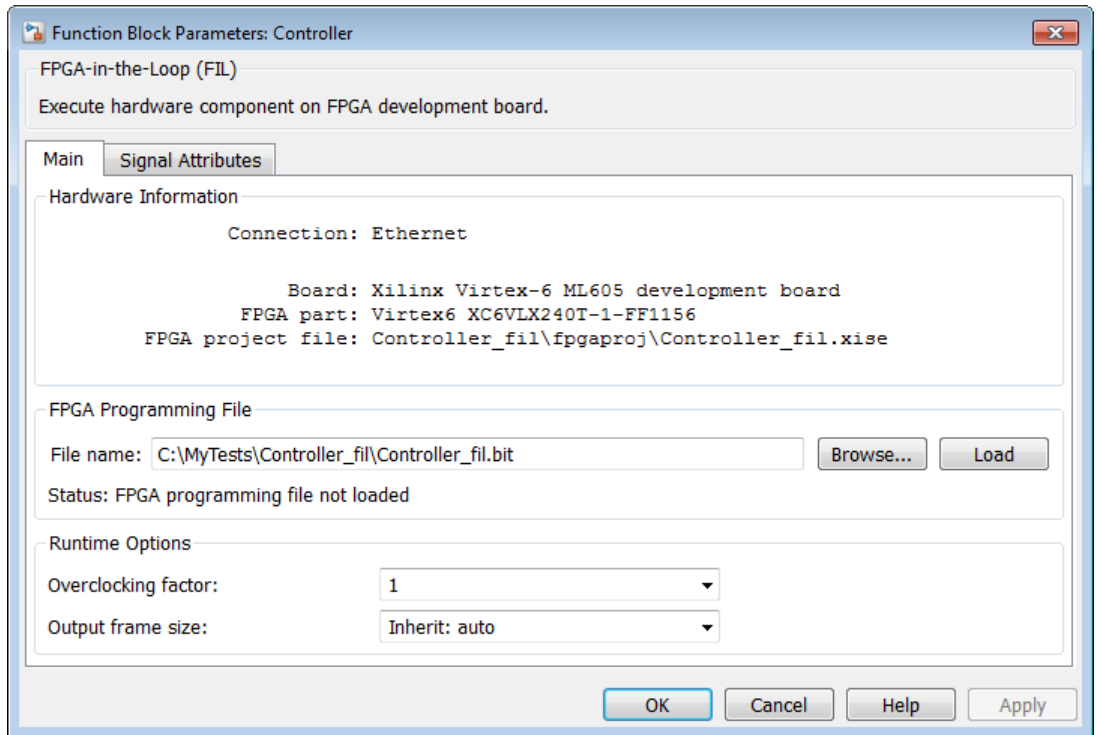 Function Block Parameters: Controller
FPGA-in-the-Loop (FIL)
Execute hardware component on FPGA development board.
Main Signal Attributes
Hardware Information
Connection: Ethernet
Board: Xilinx Virtex-6 ML605 development board
FPGA part: Virtex6 XC6VLX240T-1-FF1156
FPGA project file: Controller_fil\fpgaproj\Controller_fil.xise
FPGA Programming File
File name: C:\MyTests\Controller_fil\Controller_fil.bit Browse... Load
Status: FPGA programming file not loaded
Runtime Options
Overclocking factor: 1
Output frame size: Inherit: auto
OK Cancel Help Apply